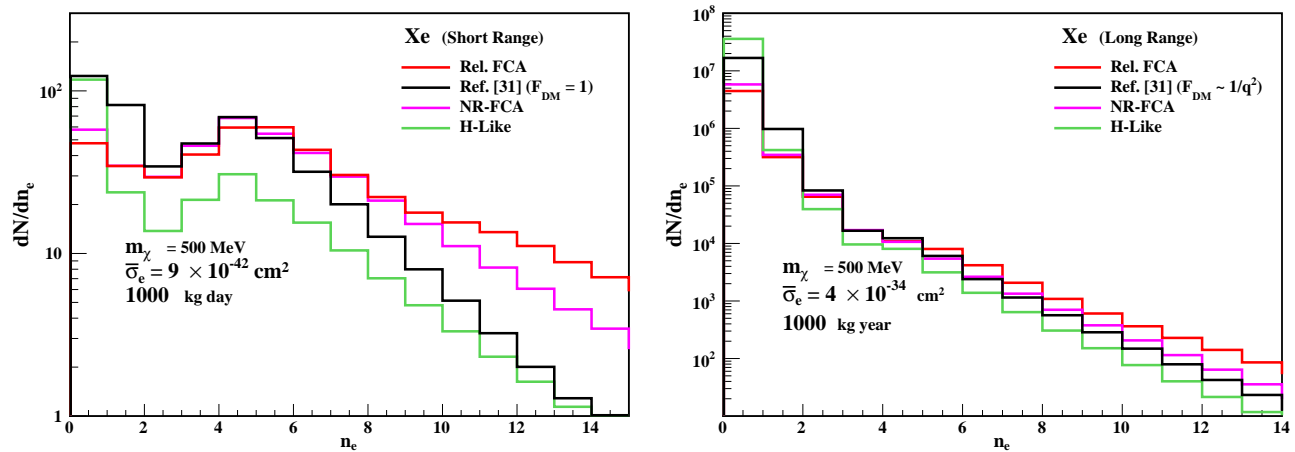 Xe (Short Range)
Rel. FCA
Ref. [31] (F_DM = 1)
NR-FCA
H-Like
dN/dn_e
10²
10
1
m_χ = 500 MeV
σ̅_e = 9 × 10⁻⁴² cm²
1000 kg day
0 2 4 6 8 10 12 14
n_e
Xe (Long Range)
Rel. FCA
Ref. [31] (F_DM ~ 1/q²)
NR-FCA
H-Like
dN/dn_e
10⁸
10⁷
10⁶
10⁵
10⁴
10³
10²
m_χ = 500 MeV
σ̅_e = 4 × 10⁻³⁴ cm²
1000 kg year
0 2 4 6 8 10 12 14
n_e